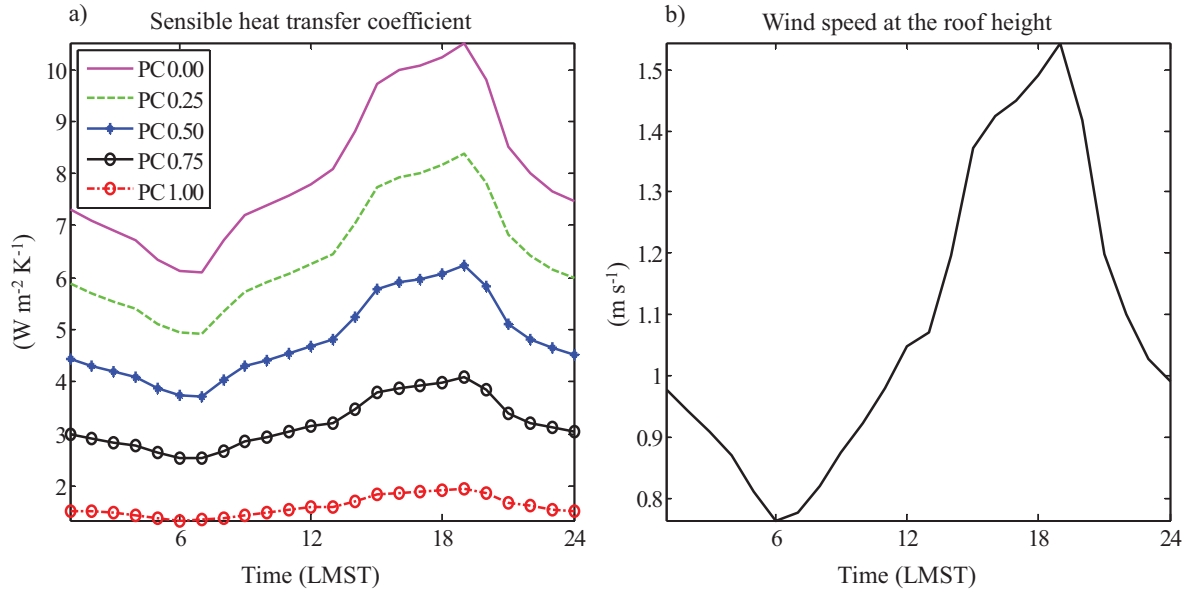 a) Sensible heat transfer coefficient
10
9
8
7
6
5
4
3
2
(W m⁻² K⁻¹)
PC 0.00
PC 0.25
PC 0.50
PC 0.75
PC 1.00
6 12 18 24
Time (LMST)
b) Wind speed at the roof height
1.5
1.4
1.3
1.2
1.1
1
0.9
0.8
(m s⁻¹)
6 12 18 24
Time (LMST)